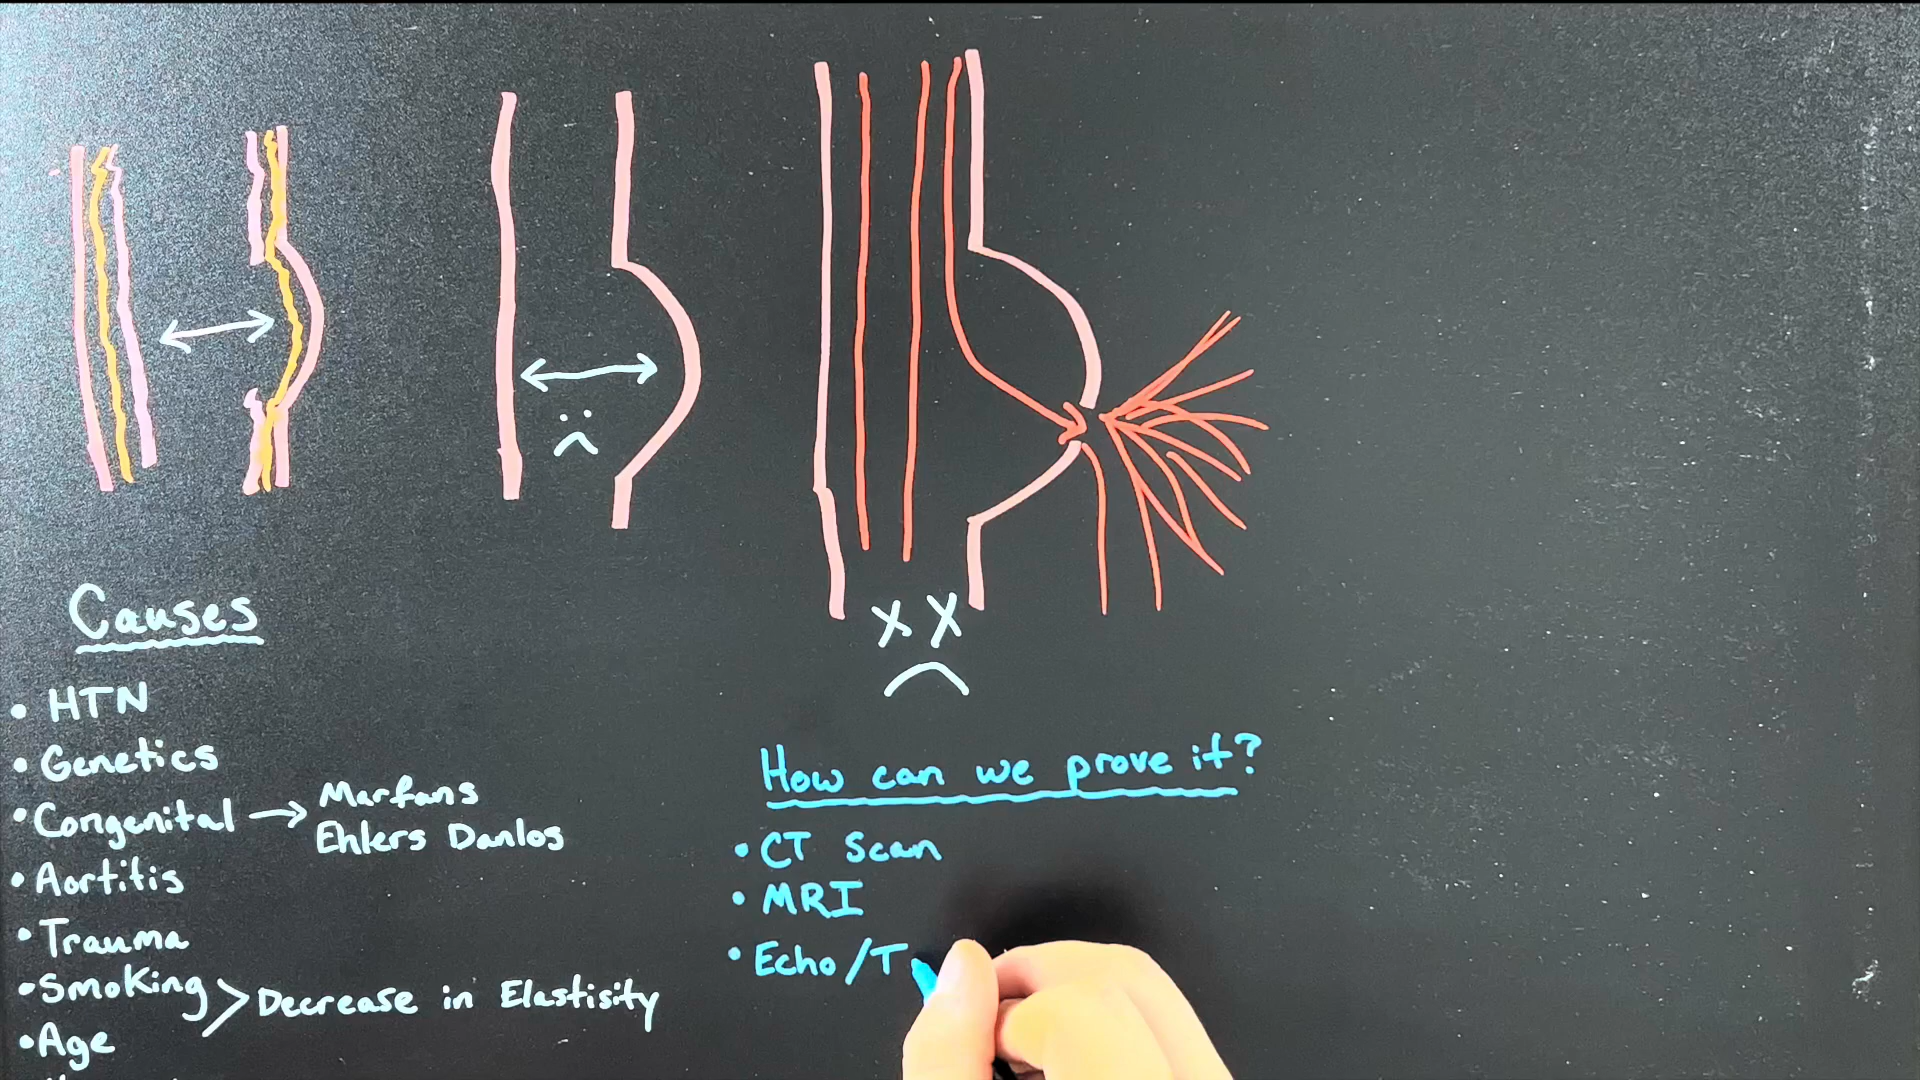 Causes
• HTN
• Genetics
• Congenital → Marfans
Ehlers Danlos
• Aortitis
• Trauma
• Smoking
• Age
> Decrease in Elastisity
How can we prove it?
• CT Scan
• MRI
• Echo/T